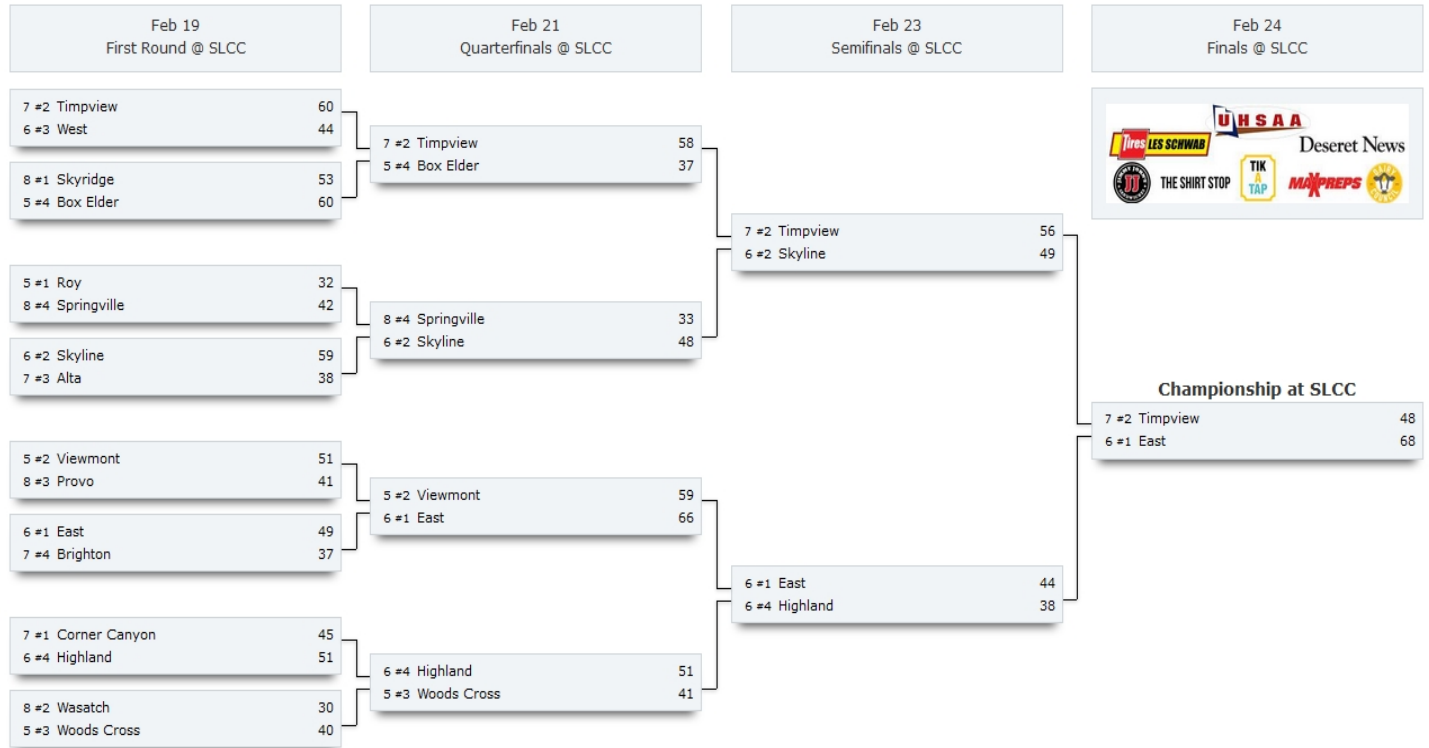 Feb 19
First Round @ SLCC
Feb 21
Quarterfinals @ SLCC
Feb 23
Semifinals @ SLCC
Feb 24
Finals @ SLCC
7 #2 Timpview 60
6 #3 West 44
8 #1 Skyridge 53
5 #4 Box Elder 60
5 #1 Roy 32
8 #4 Springville 42
6 #2 Skyline 59
7 #3 Alta 38
5 #2 Viewmont 51
8 #3 Provo 41
6 #1 East 49
7 #4 Brighton 37
7 #1 Corner Canyon 45
6 #4 Highland 51
8 #2 Wasatch 30
5 #3 Woods Cross 40
7 #2 Timpview 58
5 #4 Box Elder 37
8 #4 Springville 33
6 #2 Skyline 48
5 #2 Viewmont 59
6 #1 East 66
6 #4 Highland 51
5 #3 Woods Cross 41
7 #2 Timpview 56
6 #2 Skyline 49
6 #1 East 44
6 #4 Highland 38
UHSAA
Tires LES SCHWAB
Deseret News
JJ
THE SHIRT STOP
TIK
A
TAP
MAXPREPS
Championship at SLCC
7 #2 Timpview 48
6 #1 East 68